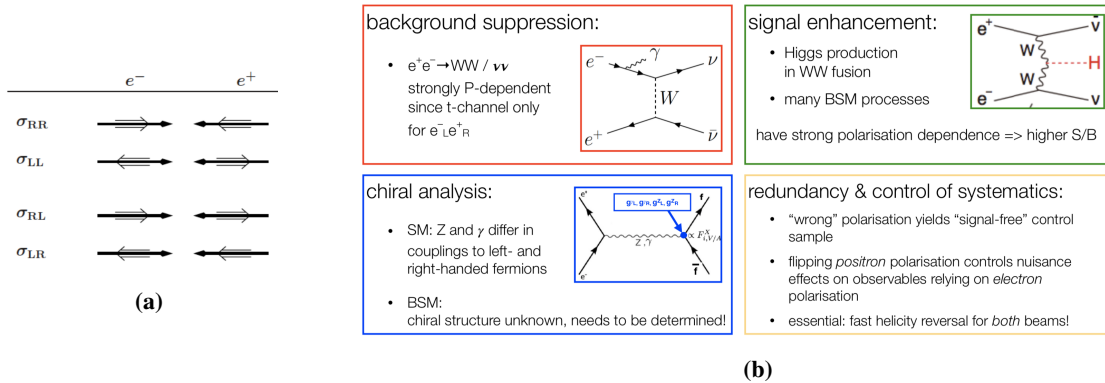 e⁻ e⁺
σRR
σLL
σRL
σLR
(a)
background suppression:
• e⁺e⁻→WW / νν
strongly P-dependent
since t-channel only
for e⁻Le⁺R
e⁻
γ
ν
W
e⁺
ν̄
signal enhancement:
• Higgs production
in WW fusion
• many BSM processes
e⁺
ν̄
W
H
W
e⁻
ν
have strong polarisation dependence => higher S/B
chiral analysis:
• SM: Z and γ differ in
couplings to left- and
right-handed fermions
• BSM:
chiral structure unknown, needs to be determined!
e⁺
f
Z ,γ
∝ F^X_{i,V/A}
e⁻
f̄
redundancy & control of systematics:
• “wrong” polarisation yields “signal-free” control
sample
• flipping positron polarisation controls nuisance
effects on observables relying on electron
polarisation
• essential: fast helicity reversal for both beams!
(b)